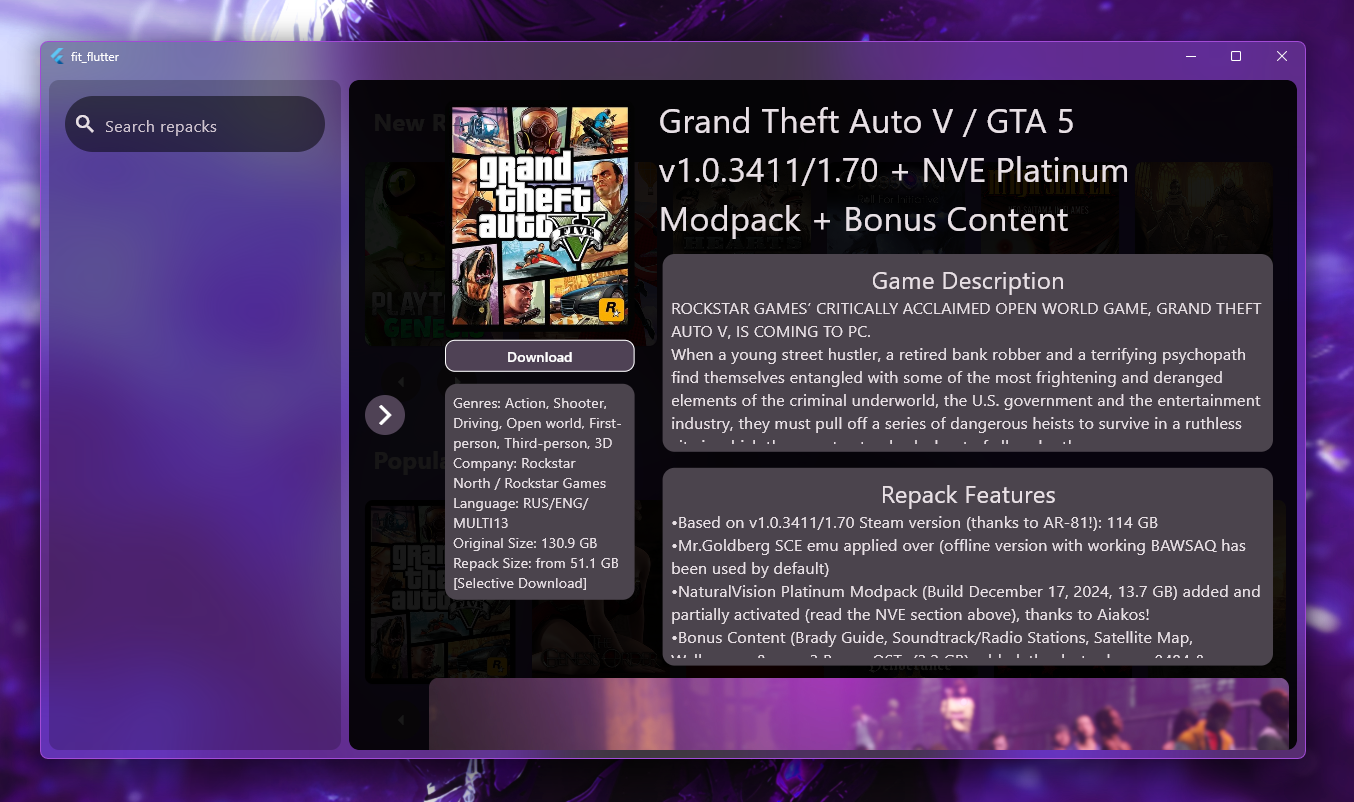 fit_flutter
Search repacks
New R
grand
theft
auto
FIVE
Download
Genres: Action, Shooter,
Driving, Open world, First-
person, Third-person, 3D
Company: Rockstar
North / Rockstar Games
Language: RUS/ENG/
MULTI13
Original Size: 130.9 GB
Repack Size: from 51.1 GB
[Selective Download]
Popula
Grand Theft Auto V / GTA 5
v1.0.3411/1.70 + NVE Platinum
Modpack + Bonus Content
Game Description
ROCKSTAR GAMES’ CRITICALLY ACCLAIMED OPEN WORLD GAME, GRAND THEFT
AUTO V, IS COMING TO PC.
When a young street hustler, a retired bank robber and a terrifying psychopath
find themselves entangled with some of the most frightening and deranged
elements of the criminal underworld, the U.S. government and the entertainment
industry, they must pull off a series of dangerous heists to survive in a ruthless
Repack Features
•Based on v1.0.3411/1.70 Steam version (thanks to AR-81!): 114 GB
•Mr.Goldberg SCE emu applied over (offline version with working BAWSAQ has
been used by default)
•NaturalVision Platinum Modpack (Build December 17, 2024, 13.7 GB) added and
partially activated (read the NVE section above), thanks to Aiakos!
•Bonus Content (Brady Guide, Soundtrack/Radio Stations, Satellite Map,